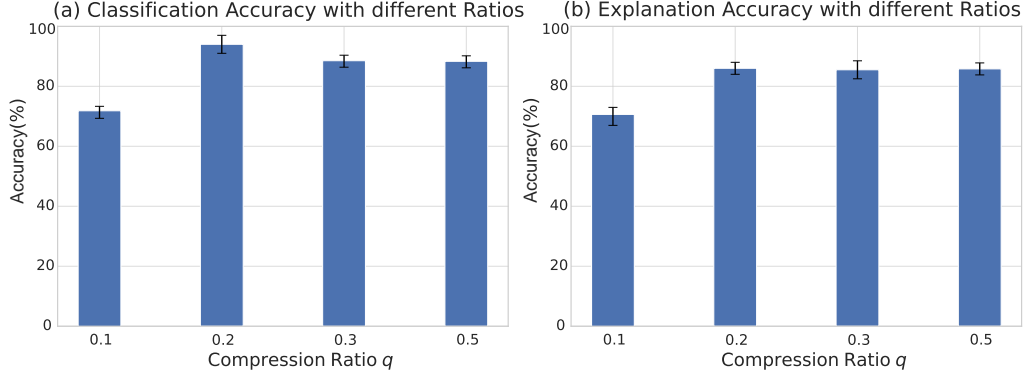 (a) Classification Accuracy with different Ratios
100
80
60
40
20
0
Accuracy(%)
0.1 0.2 0.3 0.5
Compression Ratio q
(b) Explanation Accuracy with different Ratios
100
80
60
40
20
0
Accuracy(%)
0.1 0.2 0.3 0.5
Compression Ratio q